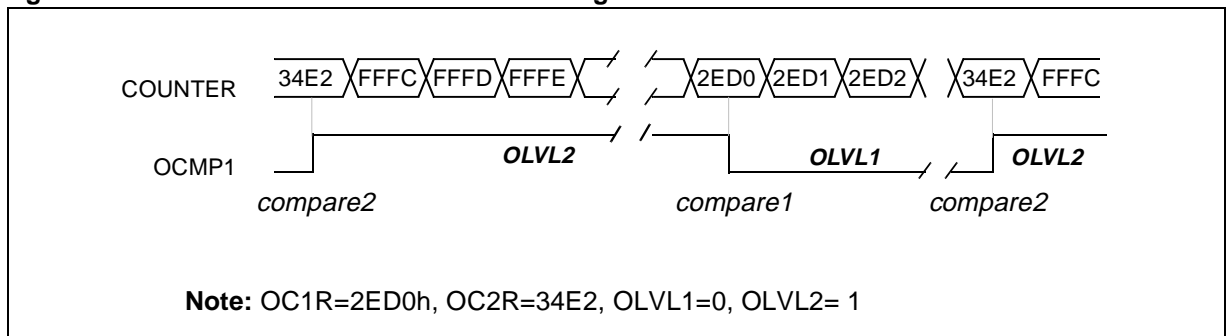 COUNTER 34E2 FFFC FFFD FFFE 2ED0 2ED1 2ED2 34E2 FFFC
OCMP1 OLVL2 OLVL1 OLVL2
compare2 compare1 compare2
Note: OC1R=2ED0h, OC2R=34E2, OLVL1=0, OLVL2= 1